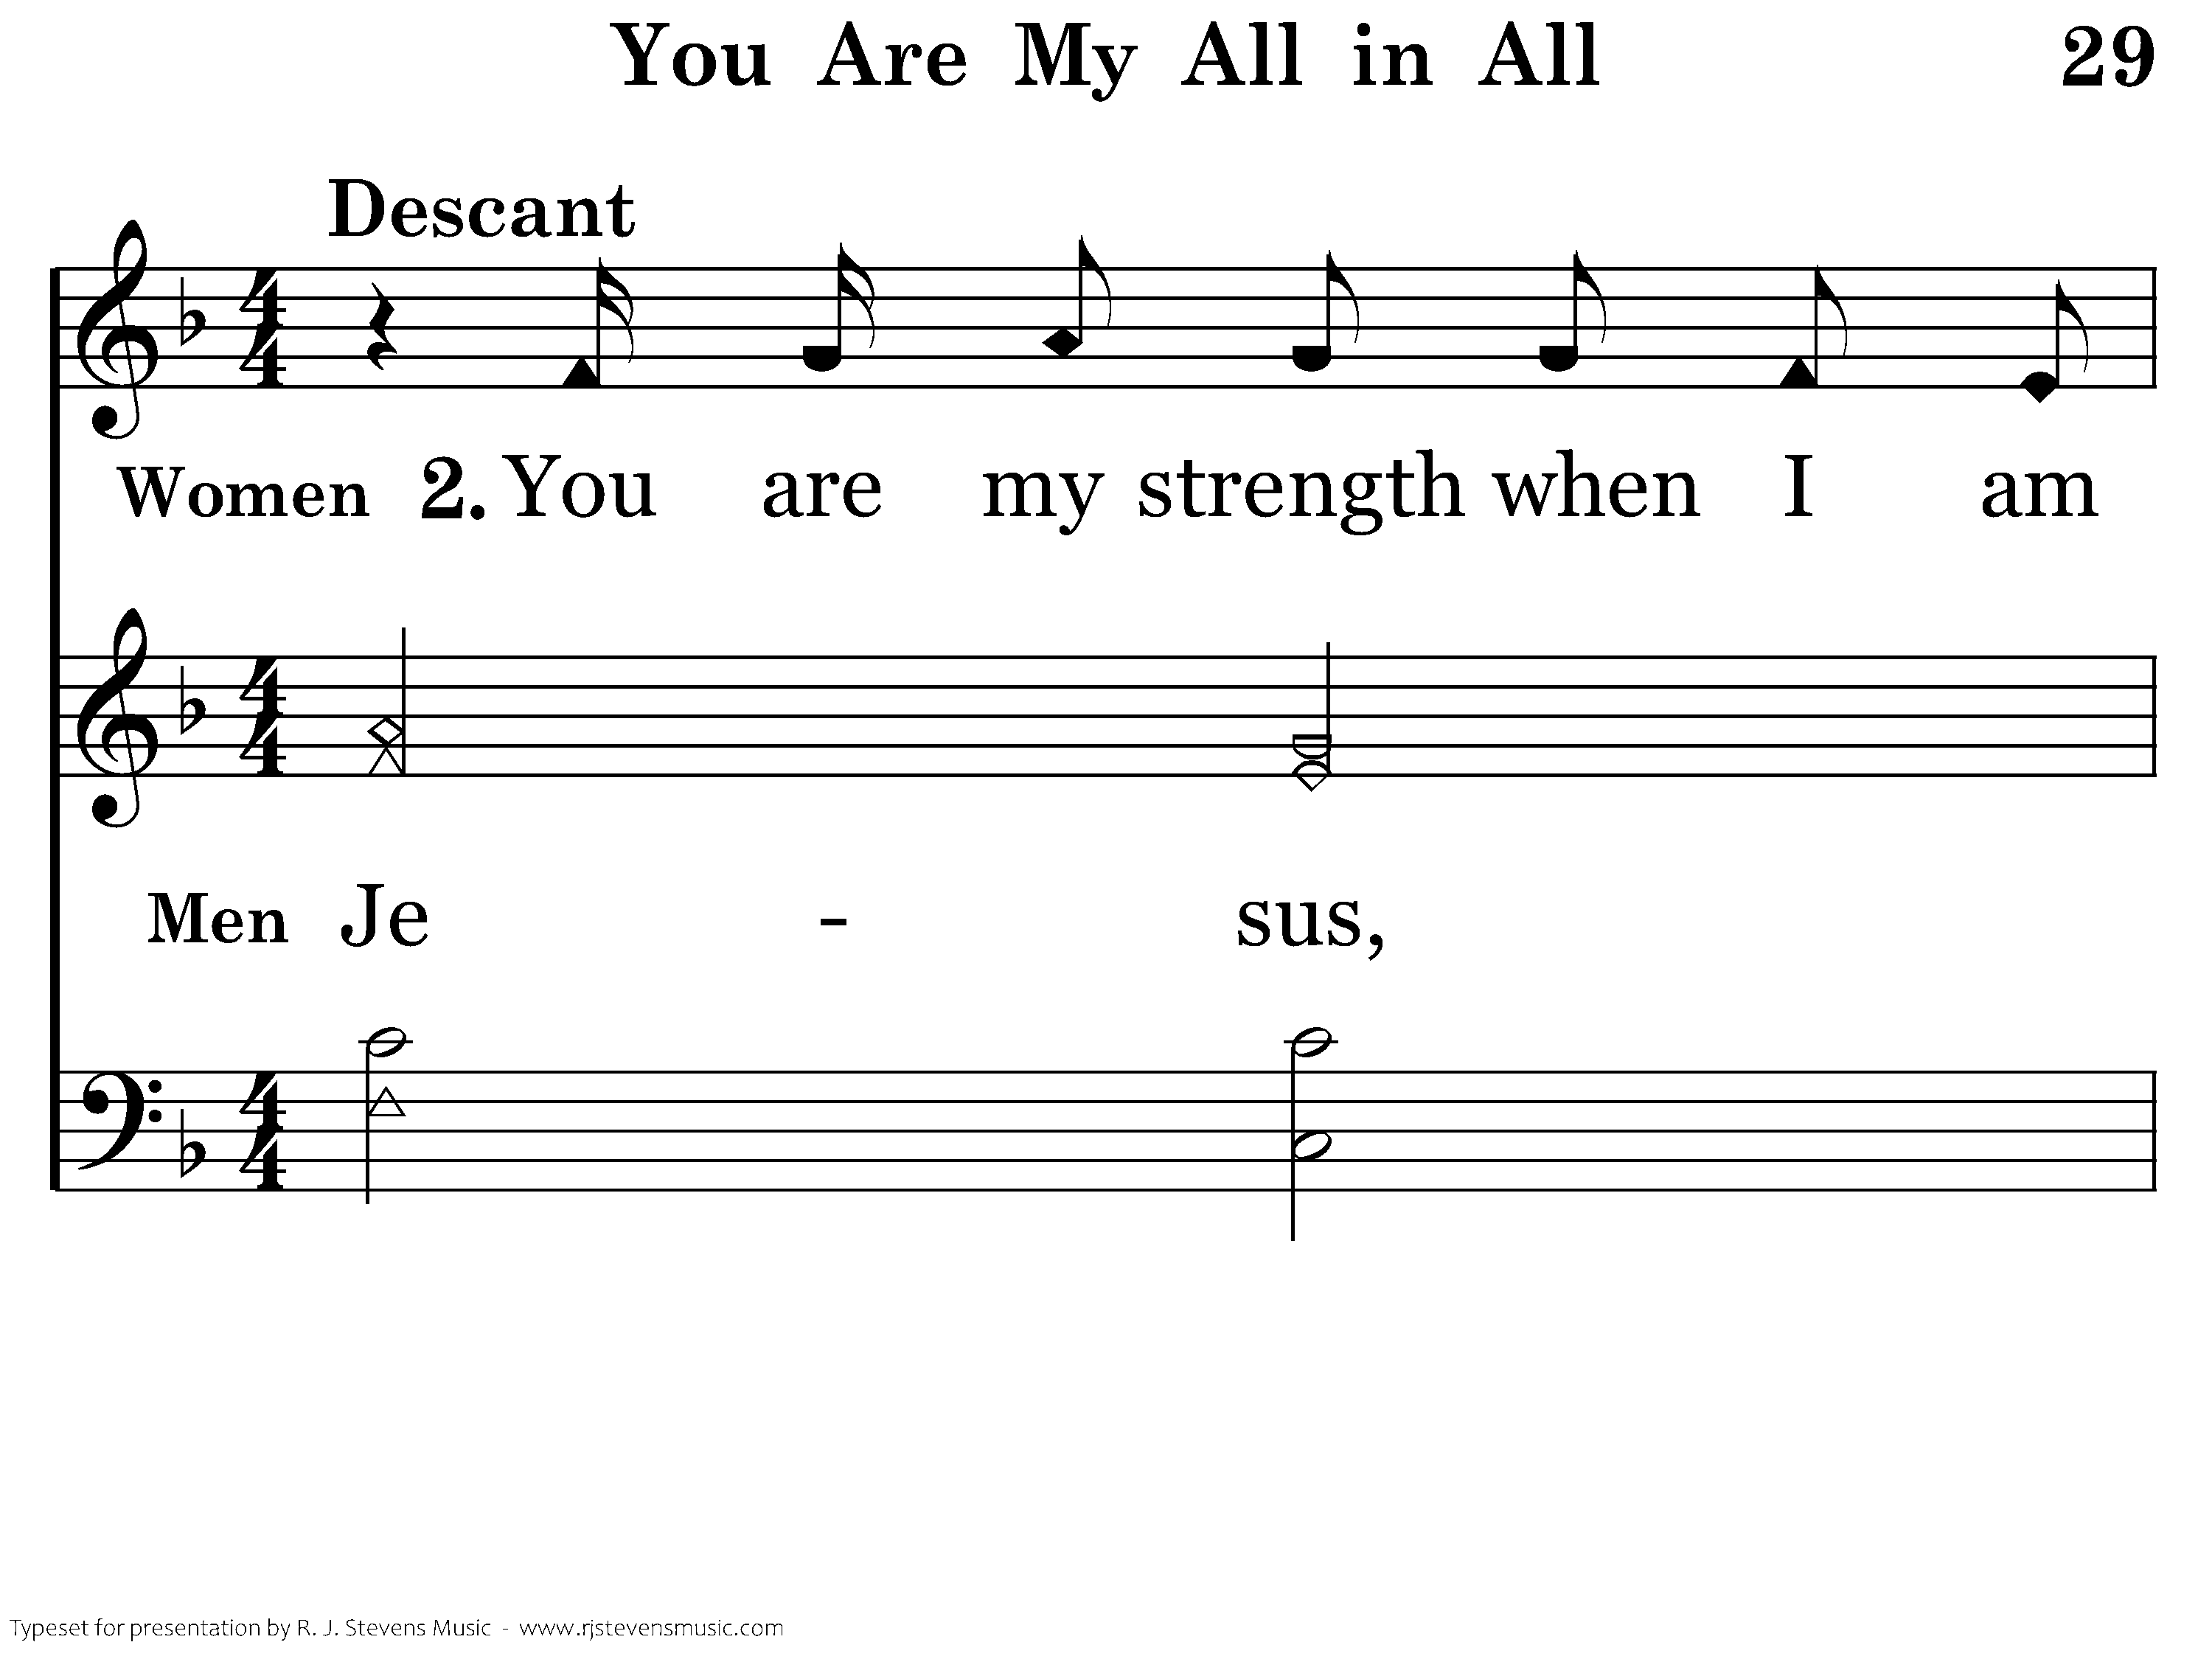 You Are My All in All 29
Descant
Women 2. You are my strength when I am
Men Je - sus,
Typeset for presentation by R. J. Stevens Music - www.rjstevensmusic.com